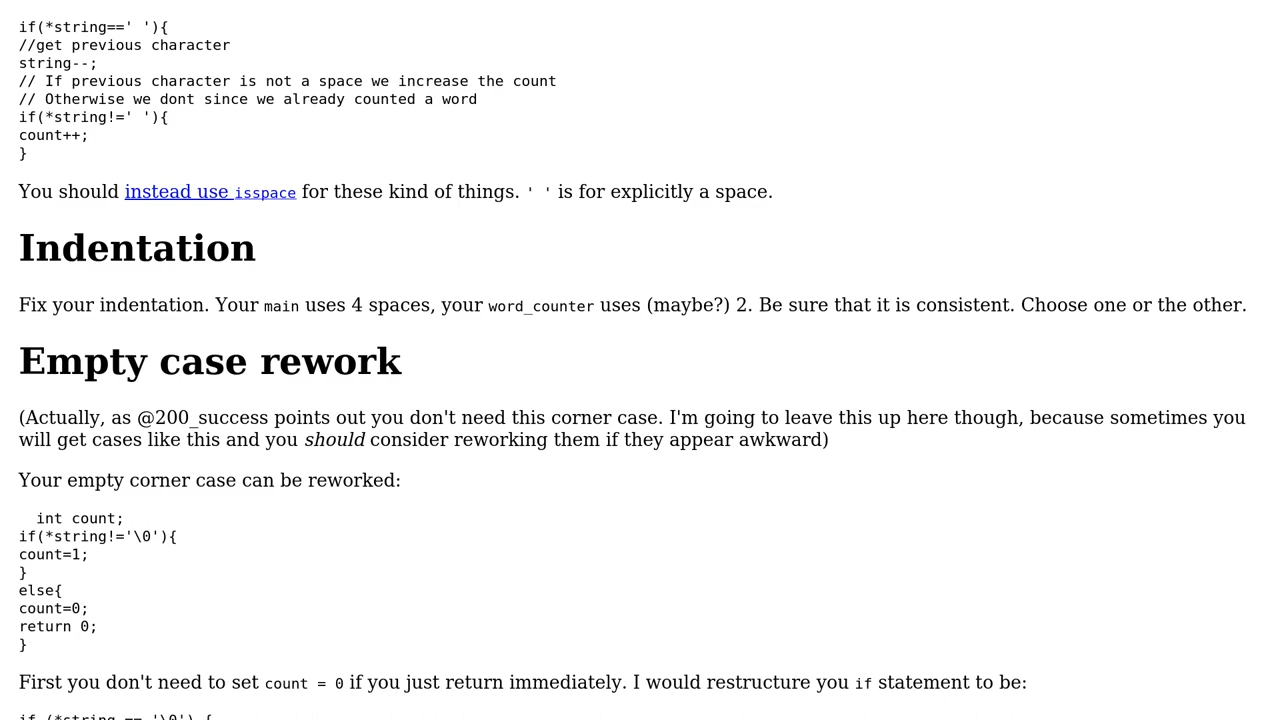 if(*string==' '){
//get previous character
string--;
// If previous character is not a space we increase the count
// Otherwise we dont since we already counted a word
if(*string!=' '){
count++;
}
You should instead use isspace for these kind of things. ' ' is for explicitly a space.
Indentation
Fix your indentation. Your main uses 4 spaces, your word_counter uses (maybe?) 2. Be sure that it is consistent. Choose one or the other.
Empty case rework
(Actually, as @200_success points out you don't need this corner case. I'm going to leave this up here though, because sometimes you
will get cases like this and you should consider reworking them if they appear awkward)
Your empty corner case can be reworked:
  int count;
if(*string!='\0'){
count=1;
}
else{
count=0;
return 0;
}
First you don't need to set count = 0 if you just return immediately. I would restructure you if statement to be:
if (*string == '\0') {